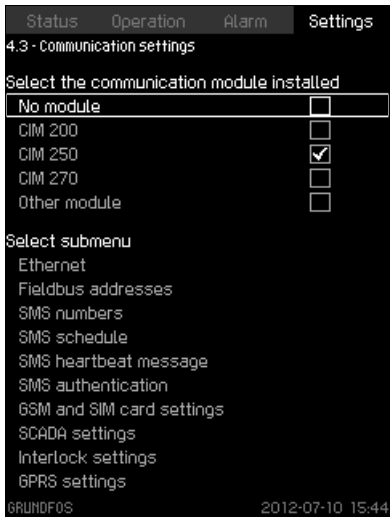 Status Operation Alarm Settings
4.3 - Communication settings
Select the communication module installed
No module
CIM 200
CIM 250
CIM 270
Other module
Select submenu
Ethernet
Fieldbus addresses
SMS numbers
SMS schedule
SMS heartbeat message
SMS authentication
GSM and SIM card settings
SCADA settings
Interlock settings
GPRS settings
GRUNDFOS 2012-07-10 15:44